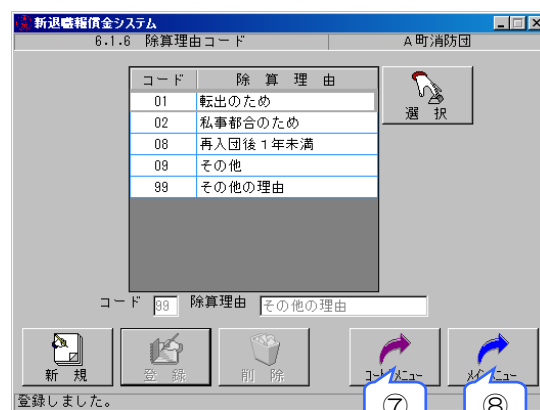 新退職報償金システム
6.1.6 除算理由コード A町消防団
コード 除 算 理 由
01 転出のため
02 私事都合のため
08 再入団後1年未満
09 その他
99 その他の理由
選 択
コード 99 除算理由 その他の理由
新 規 登 録 削 除 コードメニュー メインメニュー
登録しました。 ⑦ ⑧